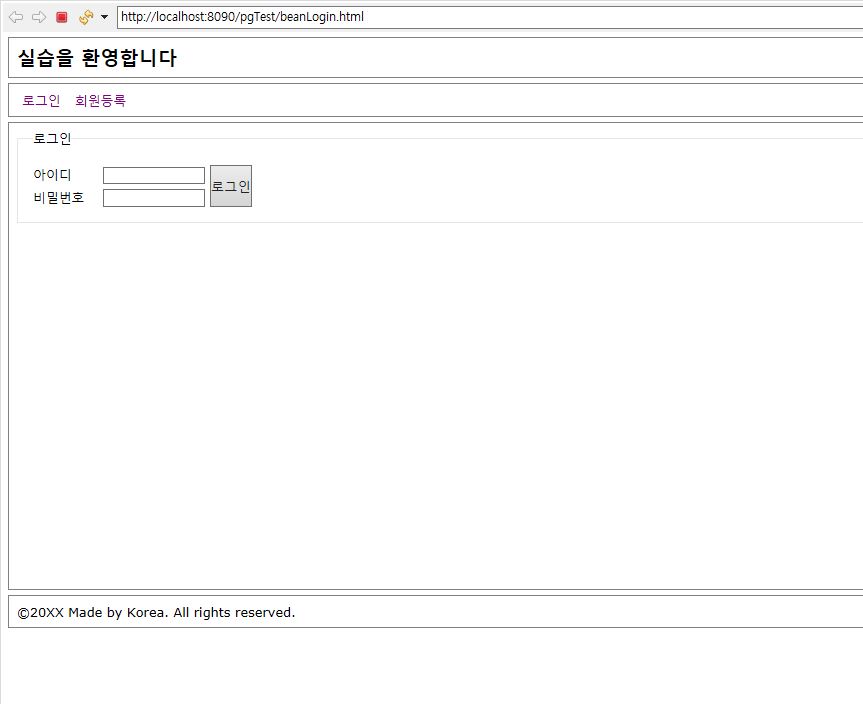 http://localhost:8090/pgTest/beanLogin.html
실습을 환영합니다
로그인 회원등록
로그인
아이디
비밀번호
로그인
©20XX Made by Korea. All rights reserved.